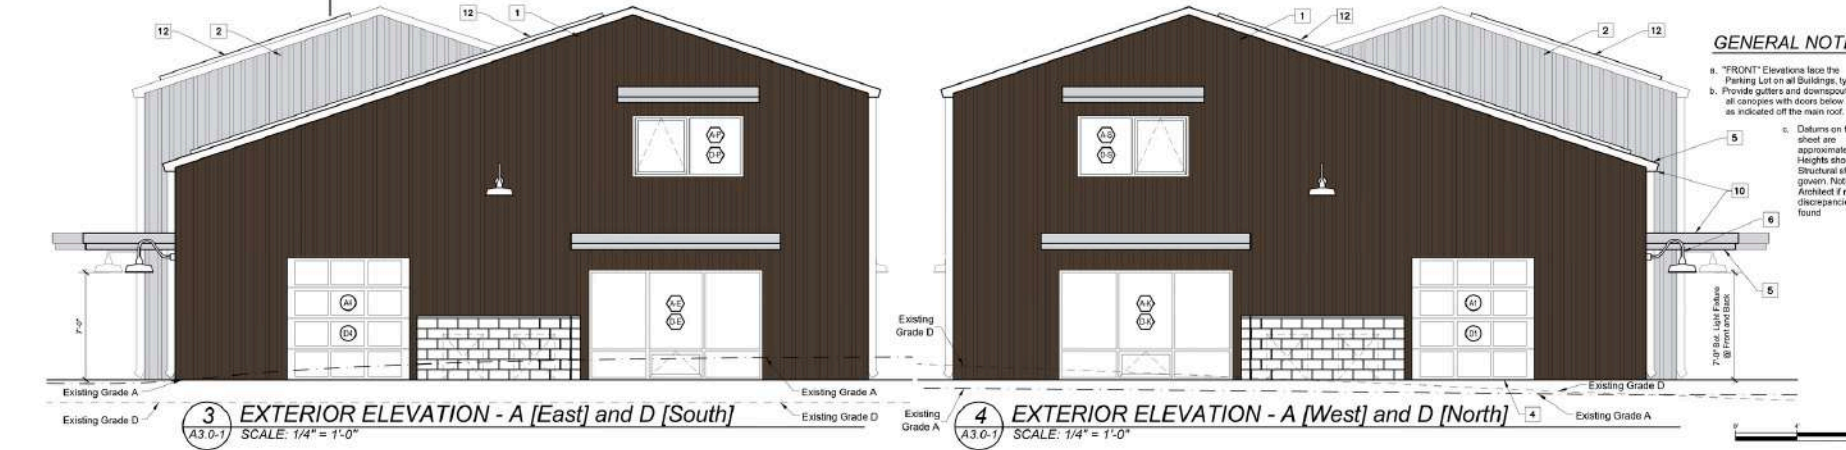 12
2
12
1
A-P
D-P
A4
D4
A-E
D-E
7'-0"
Existing Grade A
Existing Grade D
Existing Grade A
Existing Grade D
3
A3.0-1
EXTERIOR ELEVATION - A [East] and D [South]
SCALE: 1/4" = 1'-0"
1
12
2
12
A-S
D-S
A-K
D-K
A1
D1
5
10
6
5
7'-0" Bot. Light Fixture
@ Front and Back
Existing
Grade D
Existing
Grade A
Existing Grade D
Existing Grade A
4
4
A3.0-1
EXTERIOR ELEVATION - A [West] and D [North]
SCALE: 1/4" = 1'-0"
GENERAL NOT
a. "FRONT" Elevations face the
Parking Lot on all Buildings, ty
b. Provide gutters and downspou
all canopies with doors below
as indicated off the main roof.
c. Datums on
sheet are
approximate
Heights sho
Structural s
govern. Not
Architect if
discrepanci
found
0'
4'